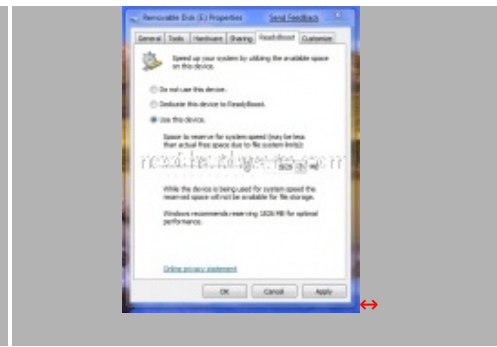 Removable Disk (E:) Properties Send Feedback
General Tools Hardware Sharing ReadyBoost Customize
Speed up your system by utilizing the available space
on this device.
Do not use this device.
Dedicate this device to ReadyBoost.
Use this device.
Space to reserve for system speed (may be less
than actual free space due to file system limits):
MB
While the device is being used for system speed the
reserved space will not be available for file storage.
Windows recommends reserving 1826 MB for optimal
performance.
Online privacy statement
OK Cancel Apply